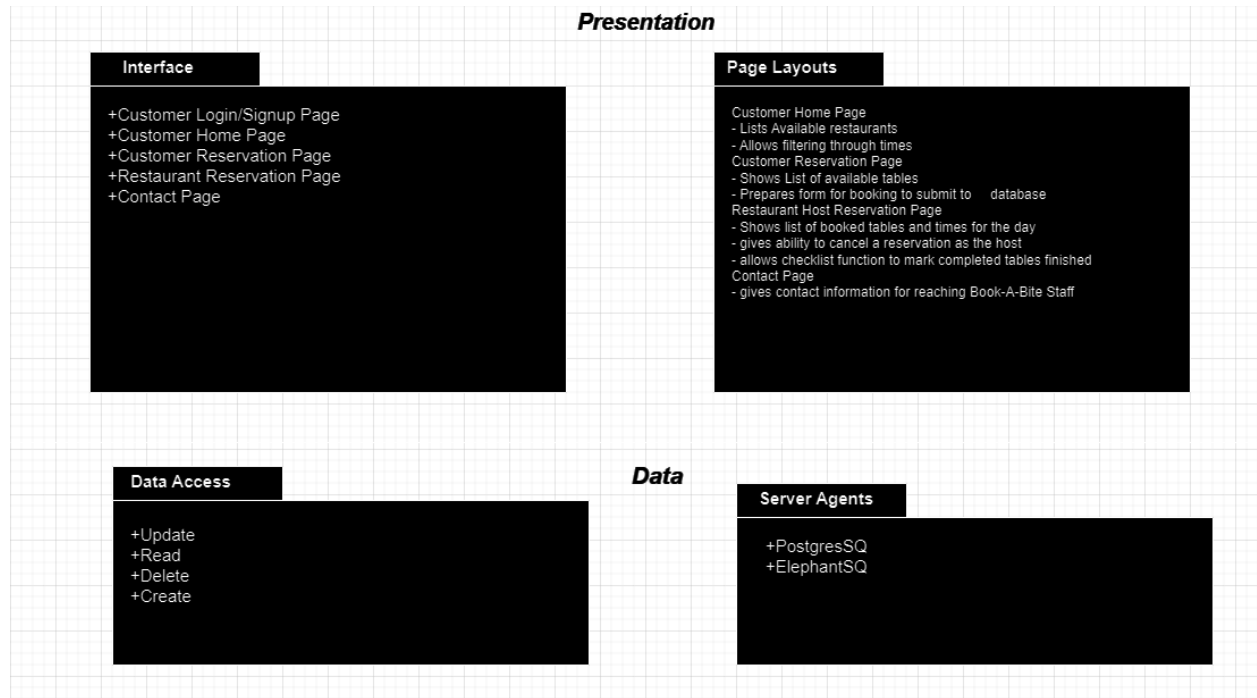 Presentation
Interface
+Customer Login/Signup Page
+Customer Home Page
+Customer Reservation Page
+Restaurant Reservation Page
+Contact Page
Page Layouts
Customer Home Page
- Lists Available restaurants
- Allows filtering through times
Customer Reservation Page
- Shows List of available tables
- Prepares form for booking to submit to database
Restaurant Host Reservation Page
- Shows list of booked tables and times for the day
- gives ability to cancel a reservation as the host
- allows checklist function to mark completed tables finished
Contact Page
- gives contact information for reaching Book-A-Bite Staff
Data
Data Access
+Update
+Read
+Delete
+Create
Server Agents
+PostgresSQ
+ElephantSQ